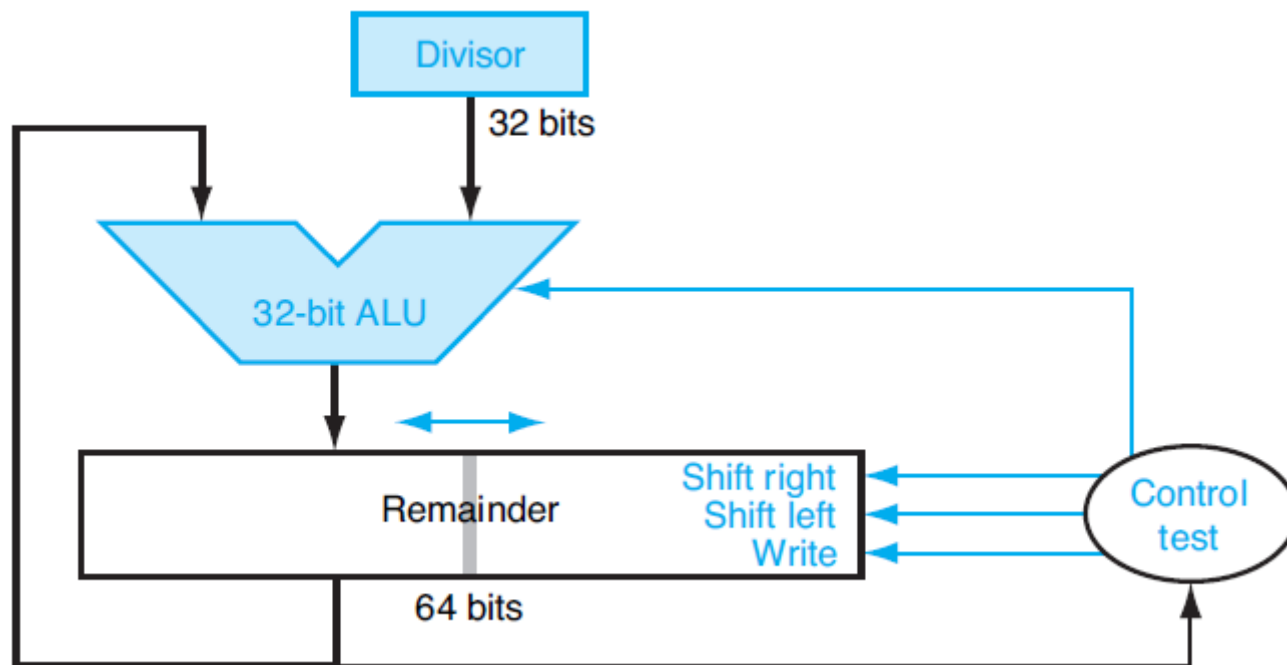 Divisor
32 bits
32-bit ALU
Remainder
Shift right
Shift left
Write
Control
test
64 bits